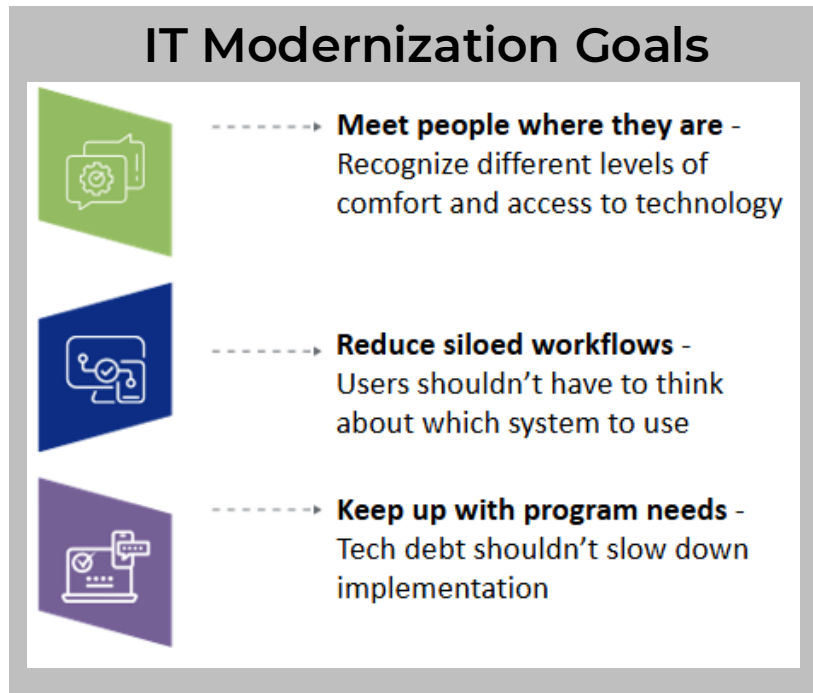 IT Modernization Goals
Meet people where they are -
Recognize different levels of
comfort and access to technology
Reduce siloed workflows -
Users shouldn’t have to think
about which system to use
Keep up with program needs -
Tech debt shouldn’t slow down
implementation